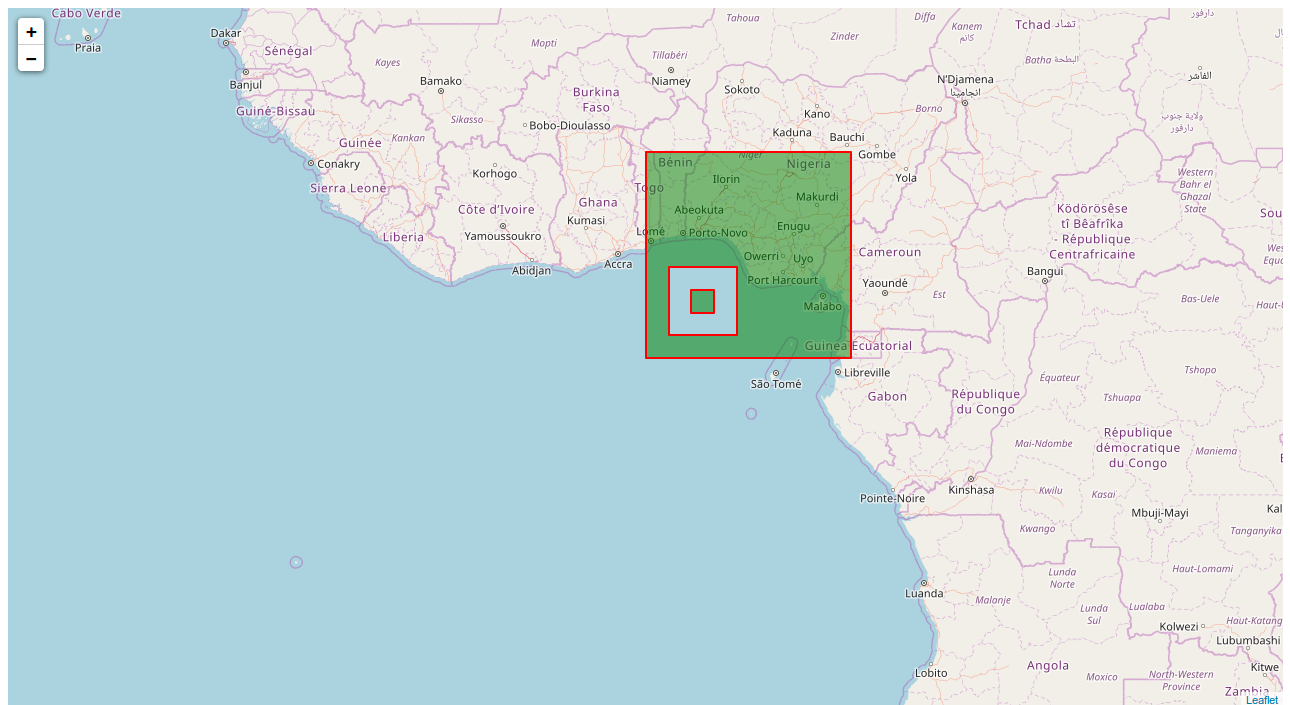 +
−
Cabo Verde
Praia
Dakar
Sénégal
Banjul
Guiné-Bissau
Kayes
Mopti
Bamako
Sikasso
Guinée
Kankan
Conakry
Sierra Leone
Liberia
Korhogo
Côte d'Ivoire
Yamoussoukro
Abidjan
Burkina
Faso
Bobo-Dioulasso
Ghana
Kumasi
Accra
Tillabéri
Niamey
Tahoua
Sokoto
Zinder
Diffa
Kano
Kaduna
Bauchi
Gombe
Borno
Yola
Kanem
كانم
Tchad تشاد
Batha البطحة
N'Djamena
انجامينا
دارفور
الفاشر
ولاية جنوب
دارفور
Bénin
Niger
Nigeria
Togo
Ilorin
Makurdi
Abeokuta
Lomé
Porto-Novo
Enugu
Owerri
Uyo
Port Harcourt
Malabo
Guinea Ecuatorial
Cameroun
Yaoundé
Est
Western
Bahr el
Ghazal
State
Ködörösêse
tî Bêafrîka
- République
Centrafricaine
Bangui
Sou
Wes
Equa
Bas-Uele
Haut-U
São Tomé
Libreville
Gabon
République
du Congo
Équateur
Tshuapa
Tshopo
Mai-Ndombe
République
démocratique
du Congo
Maniema
Pointe-Noire
Kinshasa
Kwilu
Kasaï
Mbuji-Mayi
Kal
Kwango
Tanganyika
Luanda
Malanje
Lunda
Norte
Lunda
Sul
Haut-Lomami
Lualaba
Haut-Katang
Kolwezi
Lubumbashi
Lobito
Angola
Moxico
North-Western
Province
Kitwe
Zambia
Leaflet